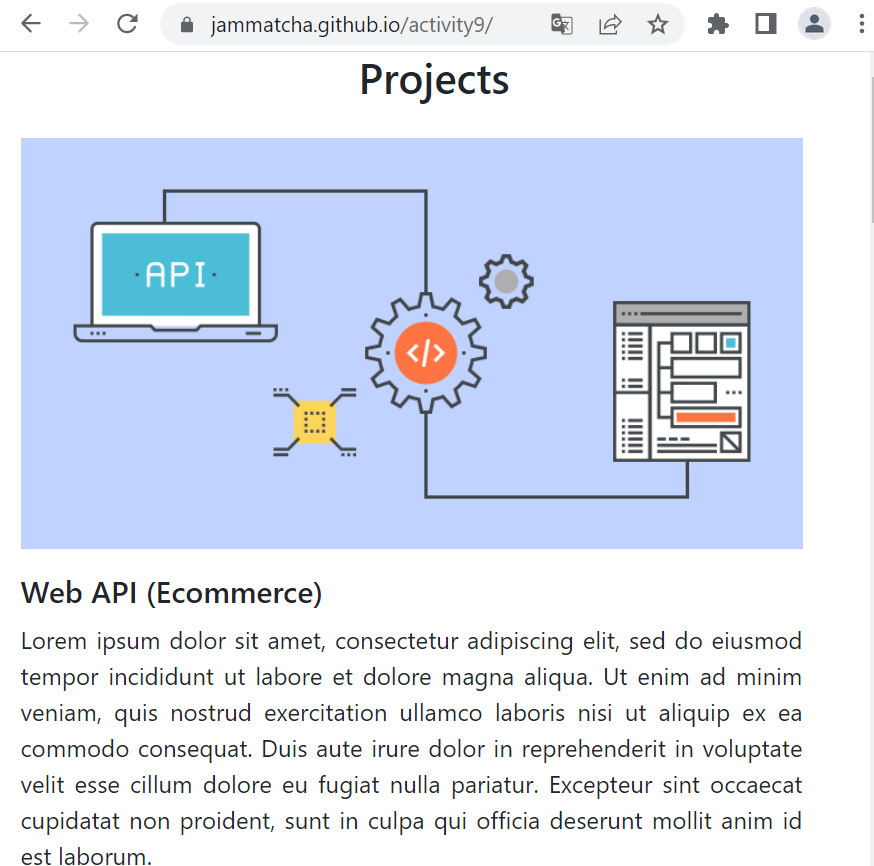 jammatcha.github.io/activity9/
Projects
API
</>
Web API (Ecommerce)
Lorem ipsum dolor sit amet, consectetur adipiscing elit, sed do eiusmod
tempor incididunt ut labore et dolore magna aliqua. Ut enim ad minim
veniam, quis nostrud exercitation ullamco laboris nisi ut aliquip ex ea
commodo consequat. Duis aute irure dolor in reprehenderit in voluptate
velit esse cillum dolore eu fugiat nulla pariatur. Excepteur sint occaecat
cupidatat non proident, sunt in culpa qui officia deserunt mollit anim id
est laborum.